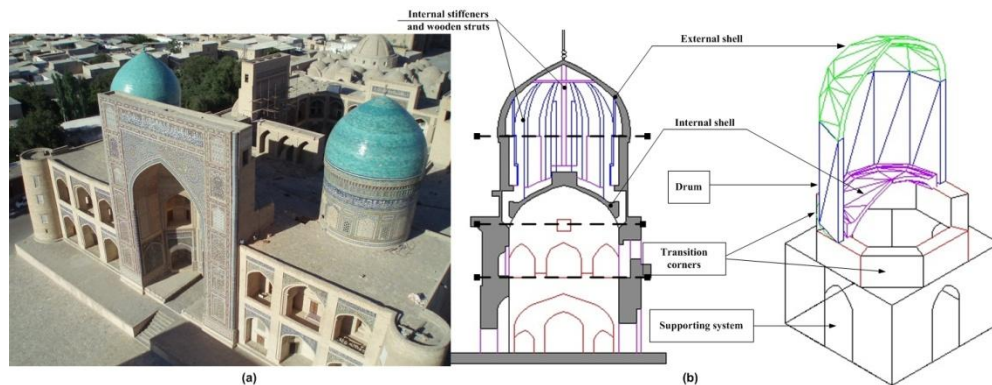 Internal stiffeners
and wooden struts
External shell
Internal shell
Drum
Transition
corners
Supporting system
(a)
(b)